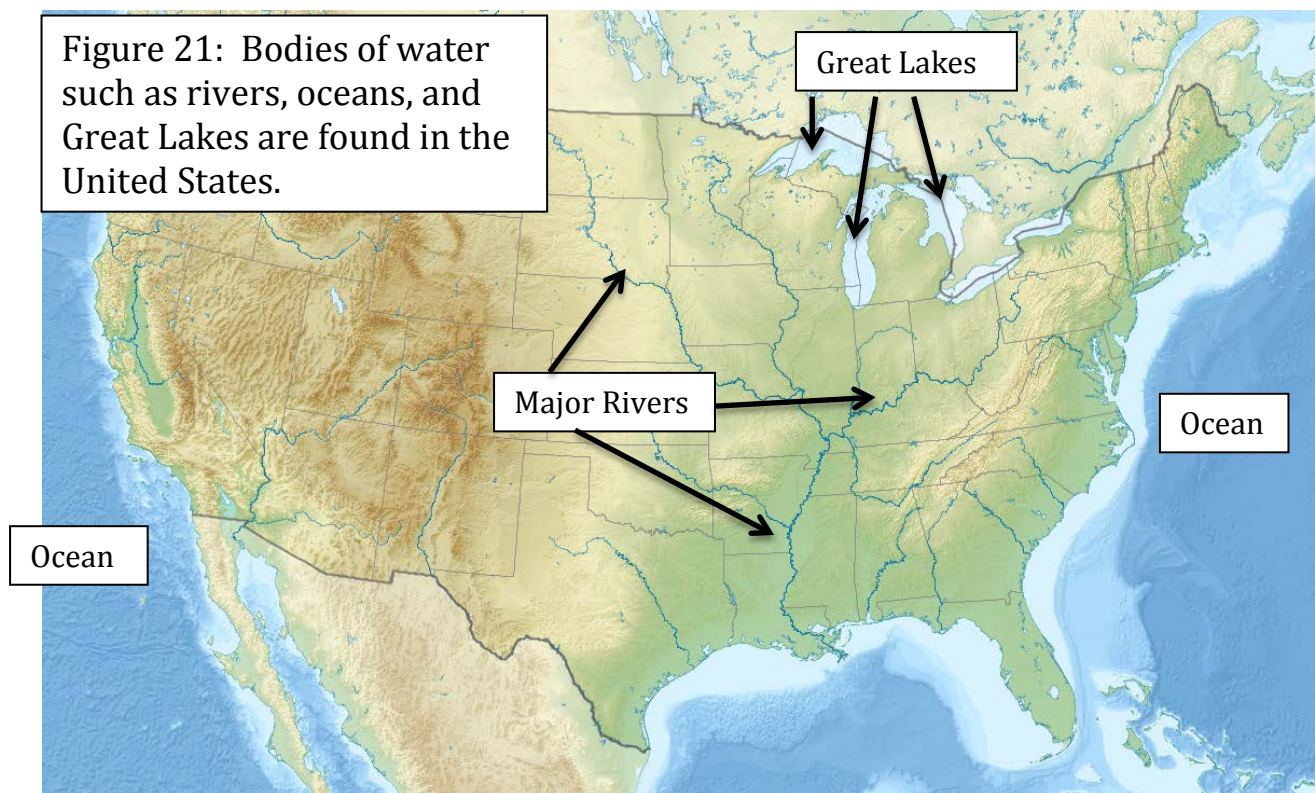 Figure 21: Bodies of water
such as rivers, oceans, and
Great Lakes are found in the
United States.
Great Lakes
Major Rivers
Ocean
Ocean